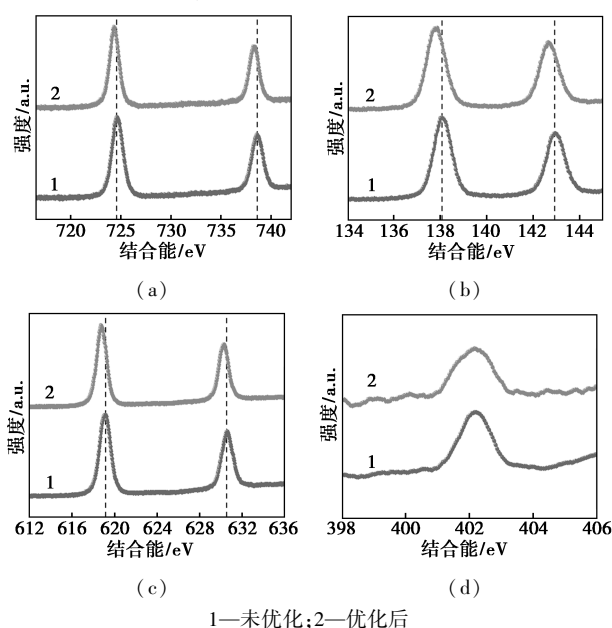 强度/a.u.
2
1
720 725 730 735 740
结合能/eV
(a)
强度/a.u.
2
1
134 136 138 140 142 144
结合能/eV
(b)
强度/a.u.
2
1
612 616 620 624 628 632 636
结合能/eV
(c)
强度/a.u.
2
1
398 400 402 404 406
结合能/eV
(d)
1—未优化;2—优化后